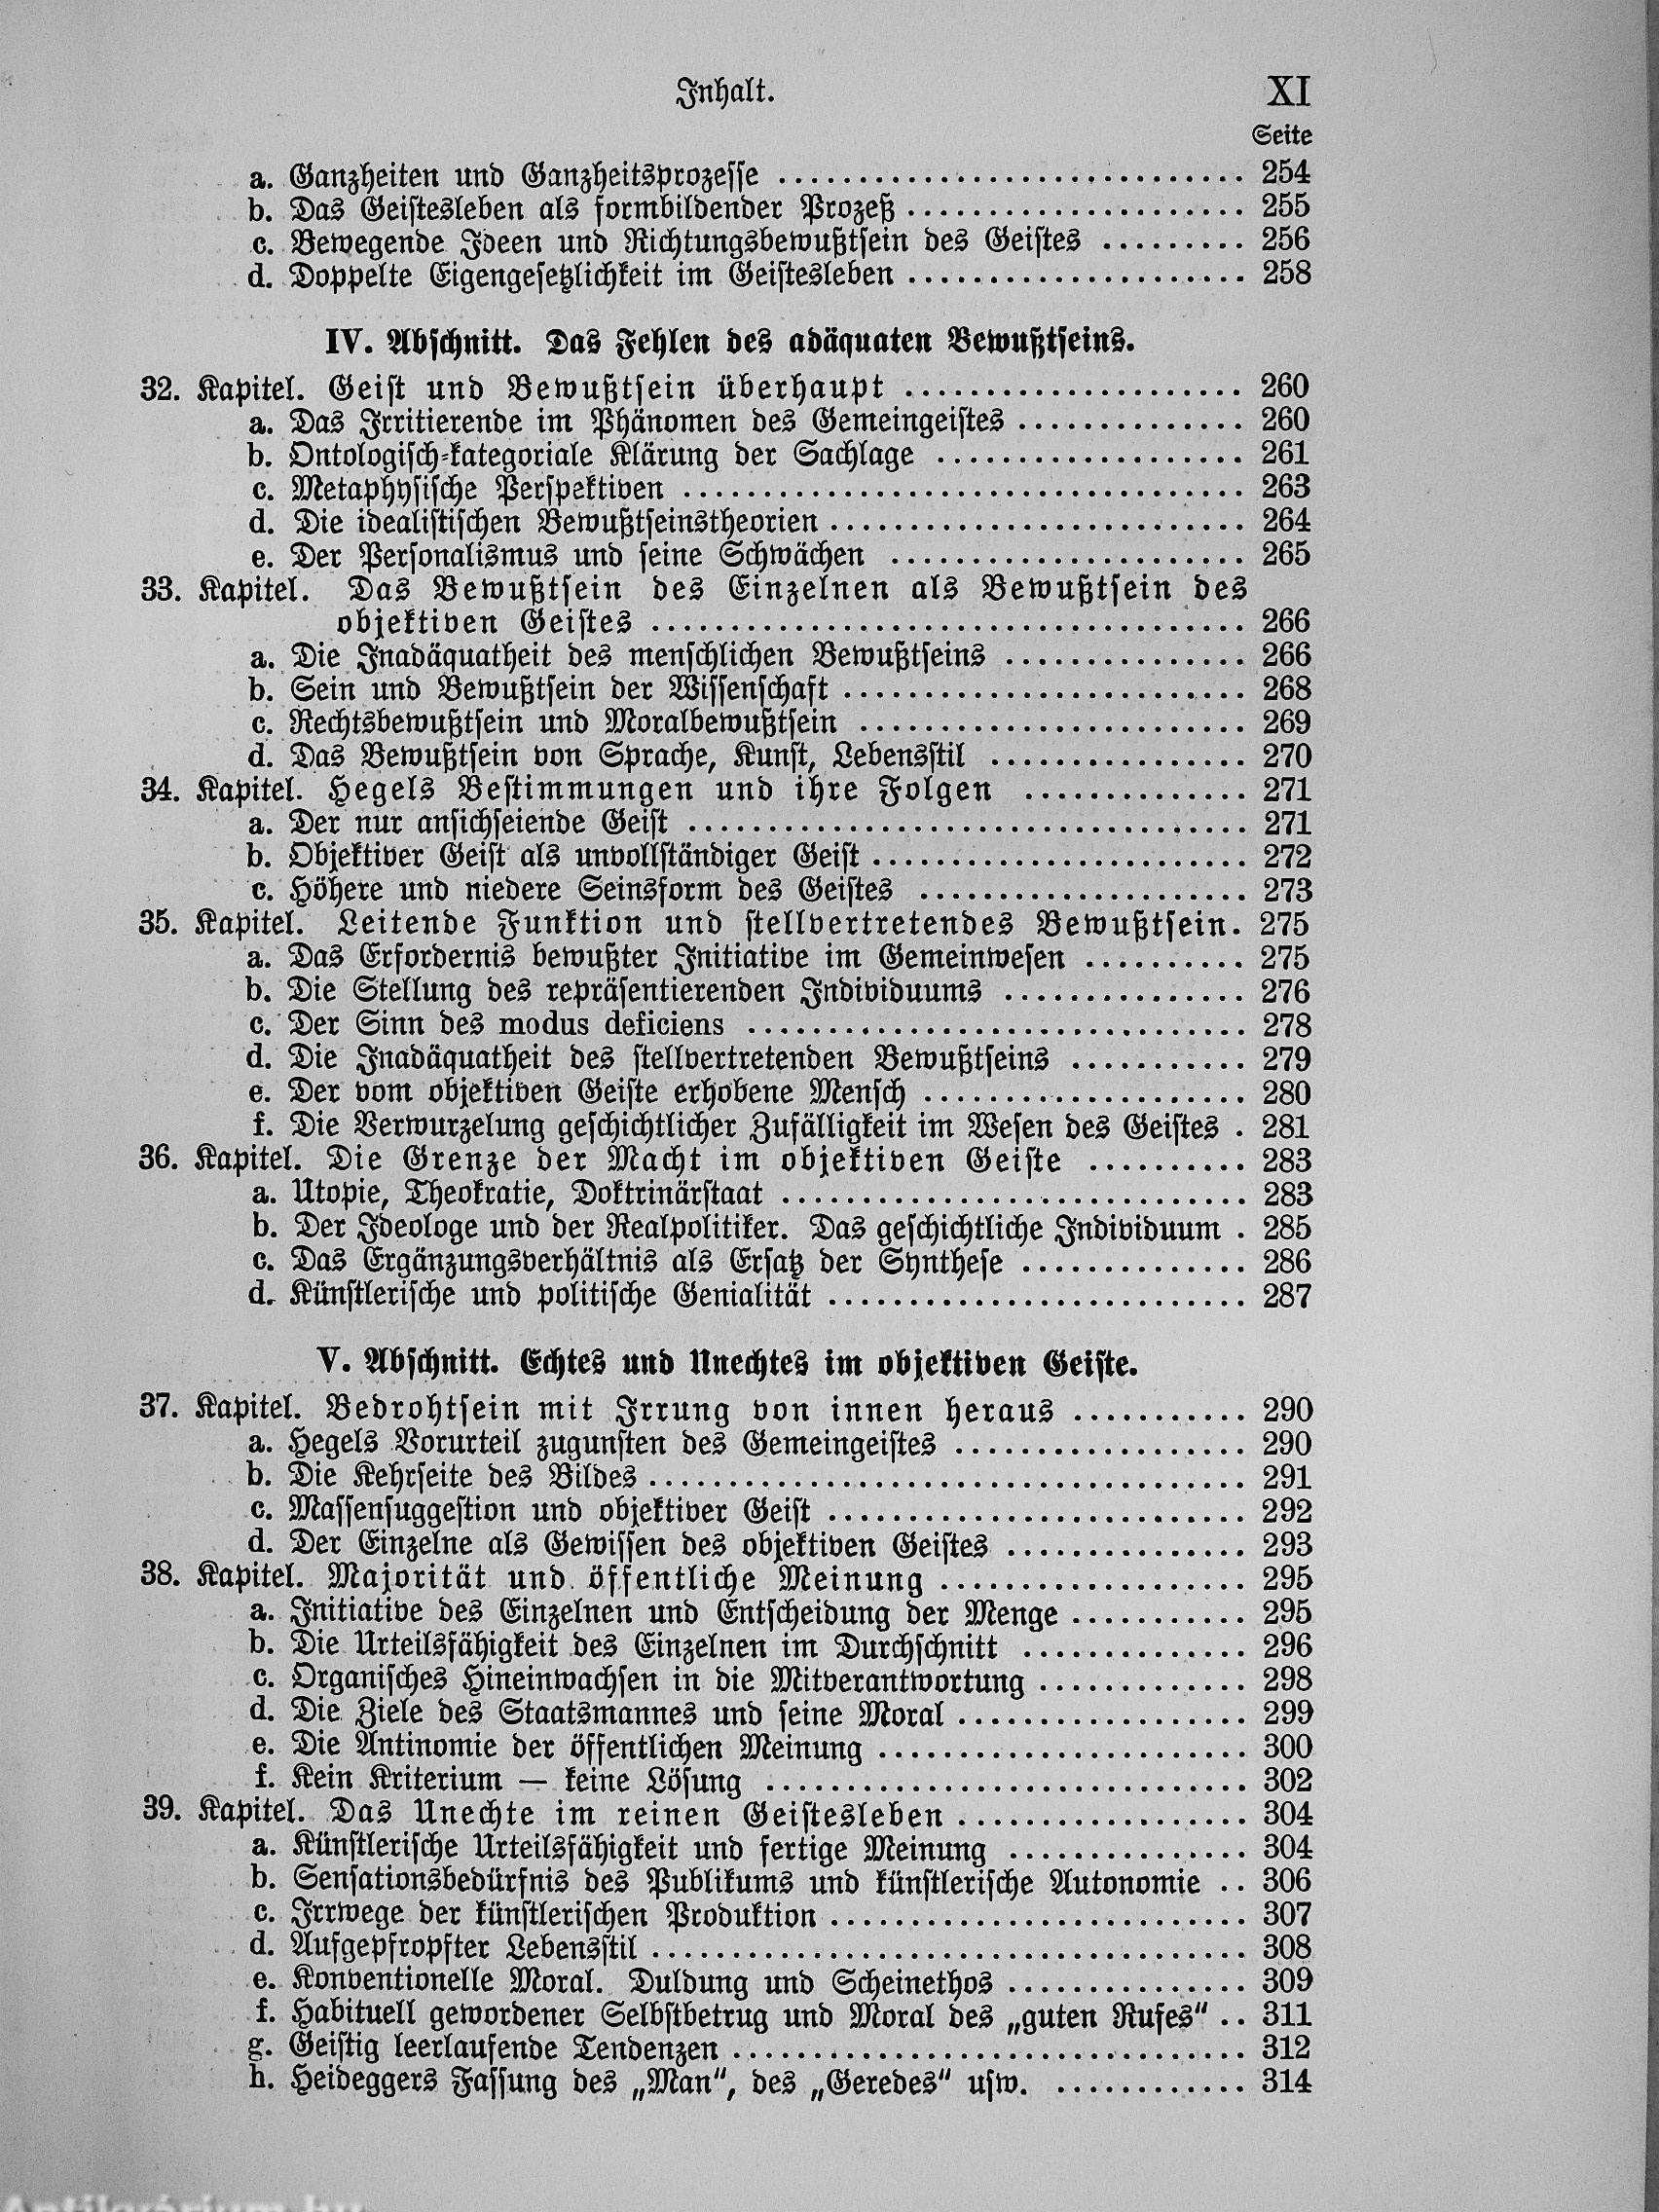 Inhalt. XI
Seite
a. Ganzheiten und Ganzheitsprozesse .............................. 254
b. Das Geistesleben als formbildender Prozeß ..................... 255
c. Bewegende Ideen und Richtungsbewußtsein des Geistes ......... 256
d. Doppelte Eigengesetzlichkeit im Geistesleben ..................... 258
IV. Abschnitt. Das Fehlen des adäquaten Bewußtseins.
32. Kapitel. Geist und Bewußtsein überhaupt ..................... 260
a. Das Irritierende im Phänomen des Gemeingeistes .............. 260
b. Ontologisch-kategoriale Klärung der Sachlage ................... 261
c. Metaphysische Perspektiven ................................... 263
d. Die idealistischen Bewußtseinstheorien .......................... 264
e. Der Personalismus und seine Schwächen ...................... 265
33. Kapitel. Das Bewußtsein des Einzelnen als Bewußtsein des
objektiven Geistes ..................................... 266
a. Die Inadäquatheit des menschlichen Bewußtseins ............... 266
b. Sein und Bewußtsein der Wissenschaft ......................... 268
c. Rechtsbewußtsein und Moralbewußtsein ........................ 269
d. Das Bewußtsein von Sprache, Kunst, Lebensstil ................ 270
34. Kapitel. Hegels Bestimmungen und ihre Folgen .............. 271
a. Der nur ansichseiende Geist ................................... 271
b. Objektiver Geist als unvollständiger Geist ........................ 272
c. Höhere und niedere Seinsform des Geistes ..................... 273
35. Kapitel. Leitende Funktion und stellvertretendes Bewußtsein. 275
a. Das Erfordernis bewußter Initiative im Gemeinwesen .......... 275
b. Die Stellung des repräsentierenden Individuums ............... 276
c. Der Sinn des modus deficiens ............................... 278
d. Die Inadäquatheit des stellvertretenden Bewußtseins ........... 279
e. Der vom objektiven Geiste erhobene Mensch .................... 280
f. Die Verwurzelung geschichtlicher Zufälligkeit im Wesen des Geistes . 281
36. Kapitel. Die Grenze der Macht im objektiven Geiste .......... 283
a. Utopie, Theokratie, Doktrinärstaat ............................. 283
b. Der Ideologe und der Realpolitiker. Das geschichtliche Individuum . 285
c. Das Ergänzungsverhältnis als Ersatz der Synthese .............. 286
d. Künstlerische und politische Genialität .......................... 287
V. Abschnitt. Echtes und Unechtes im objektiven Geiste.
37. Kapitel. Bedrohtsein mit Irrung von innen heraus ........... 290
a. Hegels Vorurteil zugunsten des Gemeingeistes .................. 290
b. Die Kehrseite des Bildes ..................................... 291
c. Massensuggestion und objektiver Geist .......................... 292
d. Der Einzelne als Gewissen des objektiven Geistes ............... 293
38. Kapitel. Majorität und öffentliche Meinung ................... 295
a. Initiative des Einzelnen und Entscheidung der Menge ........... 295
b. Die Urteilsfähigkeit des Einzelnen im Durchschnitt .............. 296
c. Organisches Hineinwachsen in die Mitverantwortung ............. 298
d. Die Ziele des Staatsmannes und seine Moral .................. 299
e. Die Antinomie der öffentlichen Meinung ....................... 300
f. Kein Kriterium — keine Lösung .............................. 302
39. Kapitel. Das Unechte im reinen Geistesleben .................. 304
a. Künstlerische Urteilsfähigkeit und fertige Meinung ............... 304
b. Sensationsbedürfnis des Publikums und künstlerische Autonomie .. 306
c. Irrwege der künstlerischen Produktion .......................... 307
d. Aufgepfropfter Lebensstil ..................................... 308
e. Konventionelle Moral. Duldung und Scheinethos ............... 309
f. Habituell gewordener Selbstbetrug und Moral des „guten Rufes“ .. 311
g. Geistig leerlaufende Tendenzen ................................ 312
h. Heideggers Fassung des „Man“, des „Geredes“ usw. ............ 314